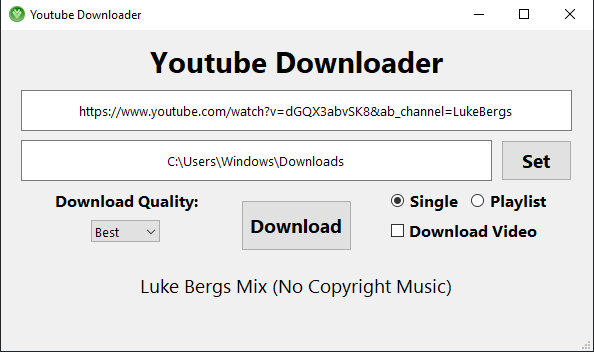 Youtube Downloader
Youtube Downloader
https://www.youtube.com/watch?v=dGQX3abvSK8&ab_channel=LukeBergs
C:\Users\Windows\Downloads
Set
Download Quality:
Best
Download
Single
Playlist
Download Video
Luke Bergs Mix (No Copyright Music)